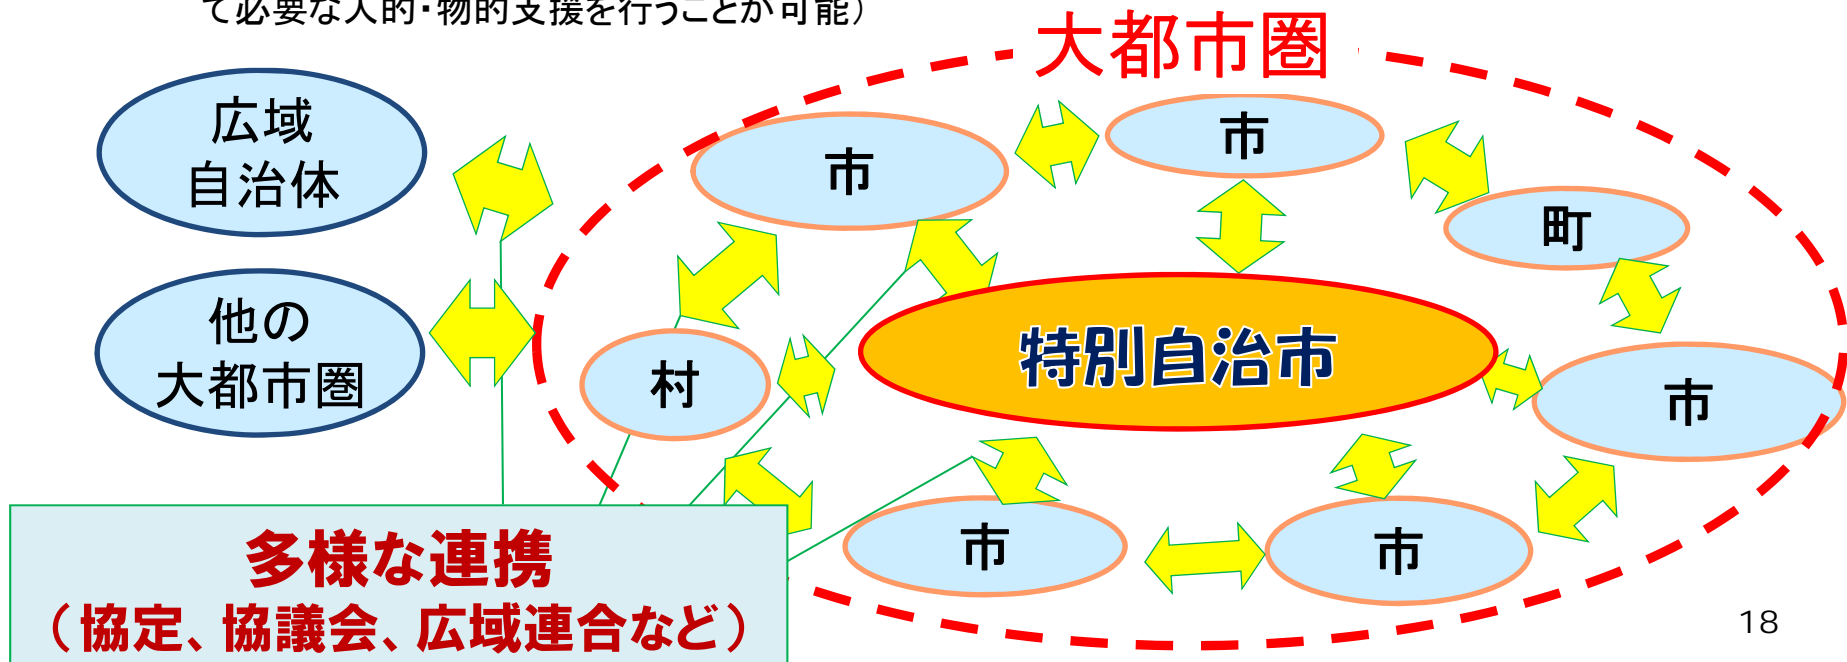 て必要な人的・物的支援を行うことが可能）
大都市圏
広域
自治体
市
市
町
他の
大都市圏
村
特別自治市
市
市
市
多様な連携
（協定、協議会、広域連合など）
18